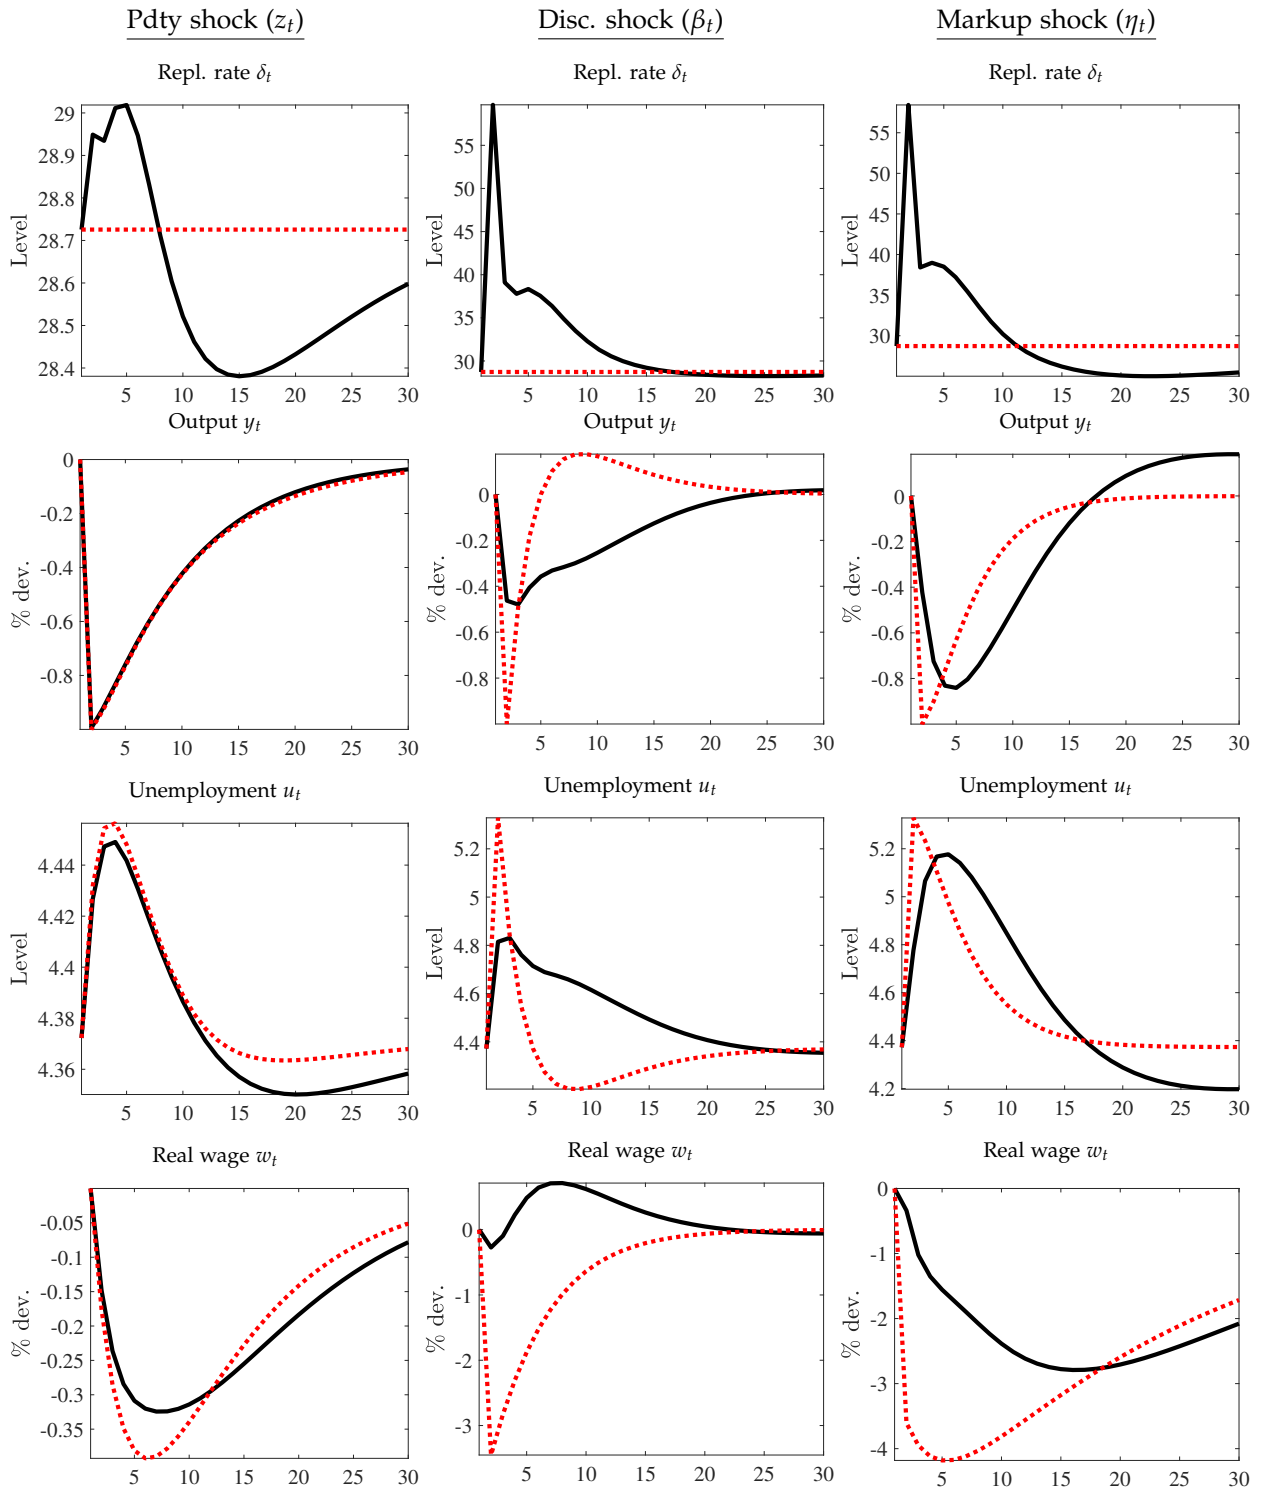 Pdty shock (z_t) Disc. shock (β_t) Markup shock (η_t)
Repl. rate δ_t Repl. rate δ_t Repl. rate δ_t
Level
29
28.9
28.8
28.7
28.6
28.5
28.4
5 10 15 20 25 30
Level
55
50
45
40
35
30
5 10 15 20 25 30
Level
55
50
45
40
35
30
5 10 15 20 25 30
Output y_t Output y_t Output y_t
% dev.
0
-0.2
-0.4
-0.6
-0.8
5 10 15 20 25 30
% dev.
0
-0.2
-0.4
-0.6
-0.8
5 10 15 20 25 30
% dev.
0
-0.2
-0.4
-0.6
-0.8
5 10 15 20 25 30
Unemployment u_t Unemployment u_t Unemployment u_t
Level
4.44
4.42
4.4
4.38
4.36
5 10 15 20 25 30
Level
5.2
5
4.8
4.6
4.4
5 10 15 20 25 30
Level
5.2
5
4.8
4.6
4.4
4.2
5 10 15 20 25 30
Real wage w_t Real wage w_t Real wage w_t
% dev.
-0.05
-0.1
-0.15
-0.2
-0.25
-0.3
-0.35
5 10 15 20 25 30
% dev.
0
-1
-2
-3
5 10 15 20 25 30
% dev.
0
-1
-2
-3
-4
5 10 15 20 25 30